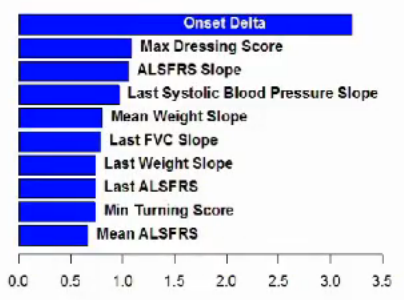 Onset Delta
Max Dressing Score
ALSFRS Slope
Last Systolic Blood Pressure Slope
Mean Weight Slope
Last FVC Slope
Last Weight Slope
Last ALSFRS
Min Turning Score
Mean ALSFRS
0.0 0.5 1.0 1.5 2.0 2.5 3.0 3.5